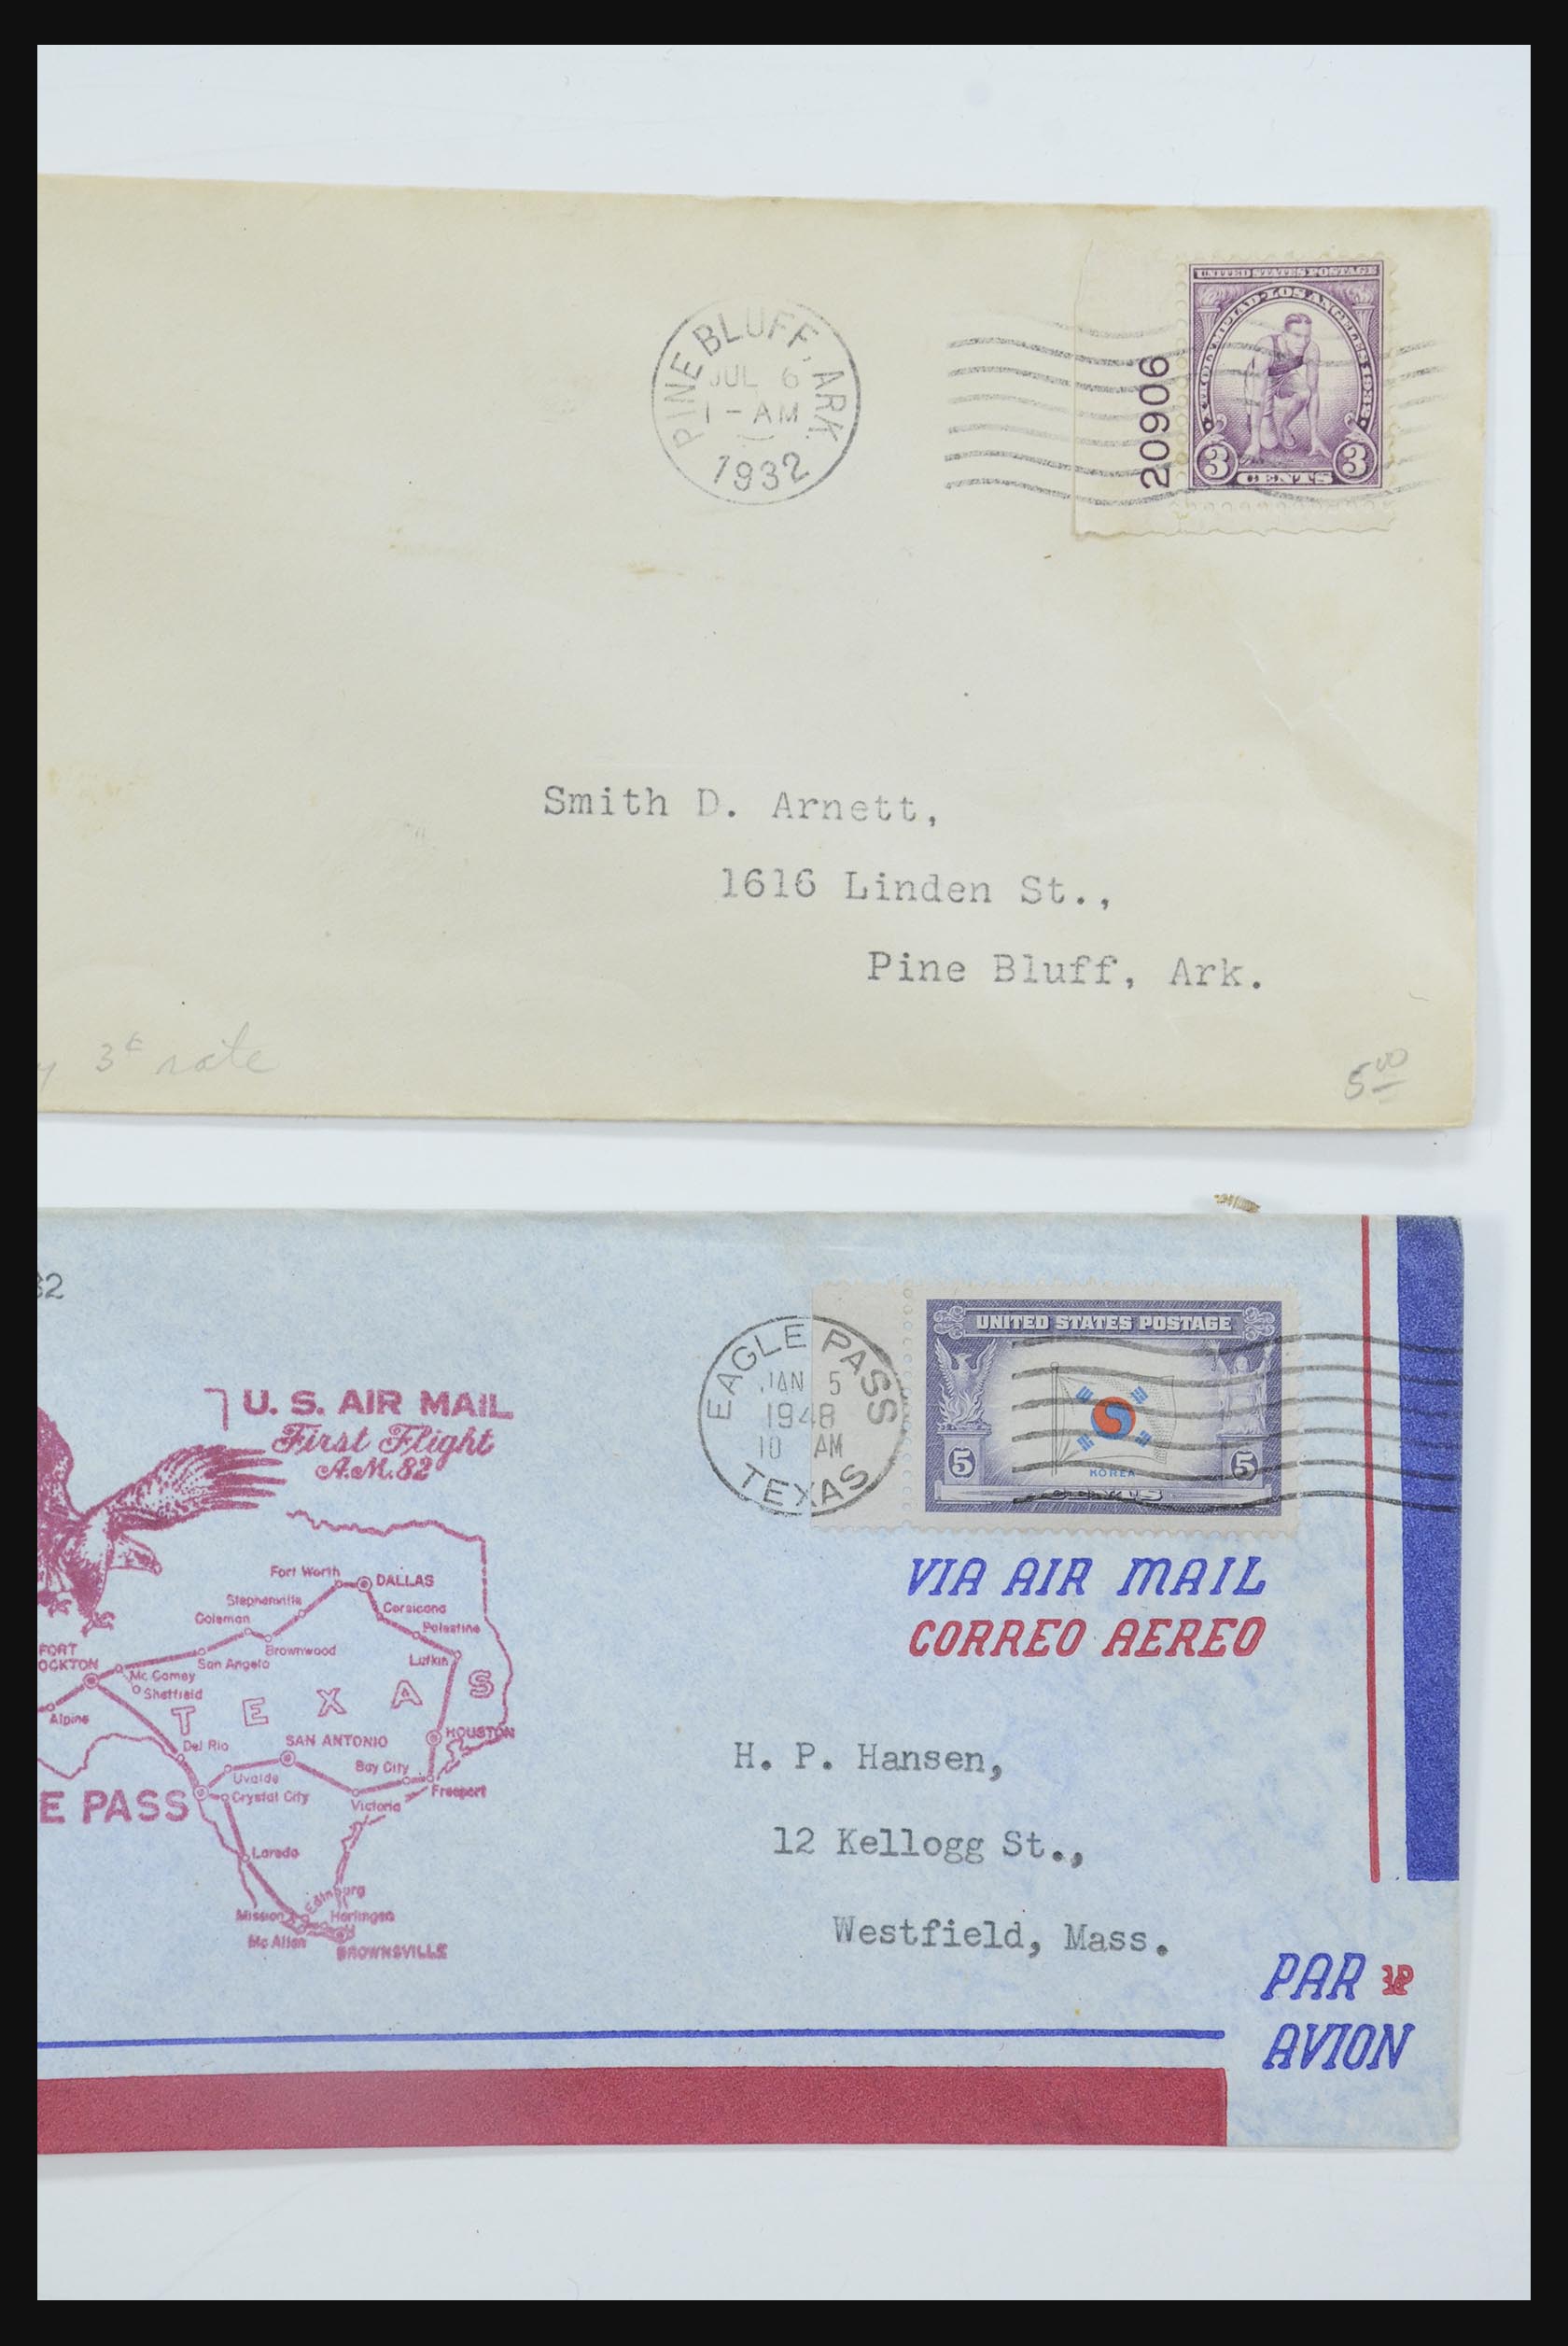 PINE BLUFF, ARK.
JUL 6
1-AM
1932
20906
UNITED STATES POSTAGE
OLYMPIAD LOS ANGELES
3 CENTS 3
Smith D. Arnett,
1616 Linden St.,
Pine Bluff, Ark.
3¢ rate
5.00
EAGLE PASS
JAN 5
1948
10 AM
TEXAS
UNITED STATES POSTAGE
KOREA
5 CENTS 5
U. S. AIR MAIL
First Flight
A.M. 82
VIA AIR MAIL
CORREO AEREO
Fort Worth
DALLAS
Stephenville
Corsicana
Coleman
Palestine
Brownwood
Lufkin
San Angelo
FORT
OCKTON
Mc Camey
Sheffield
TEXAS
Alpine
HOUSTON
Del Rio
SAN ANTONIO
Bay City
Uvalde
Freeport
E PASS
Crystal City
Victoria
Laredo
Edinburg
Mission
Harlingen
Mc Allen
BROWNSVILLE
H. P. Hansen,
12 Kellogg St.,
Westfield, Mass.
PAR
AVION